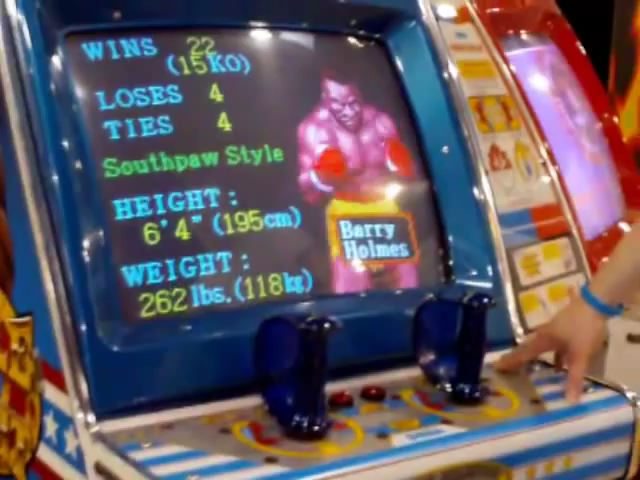 WINS 22
(15KO)
LOSES 4
TIES 4
Southpaw Style
HEIGHT:
6'4" (195cm)
WEIGHT:
262 lbs. (118kg)
Barry
Holmes